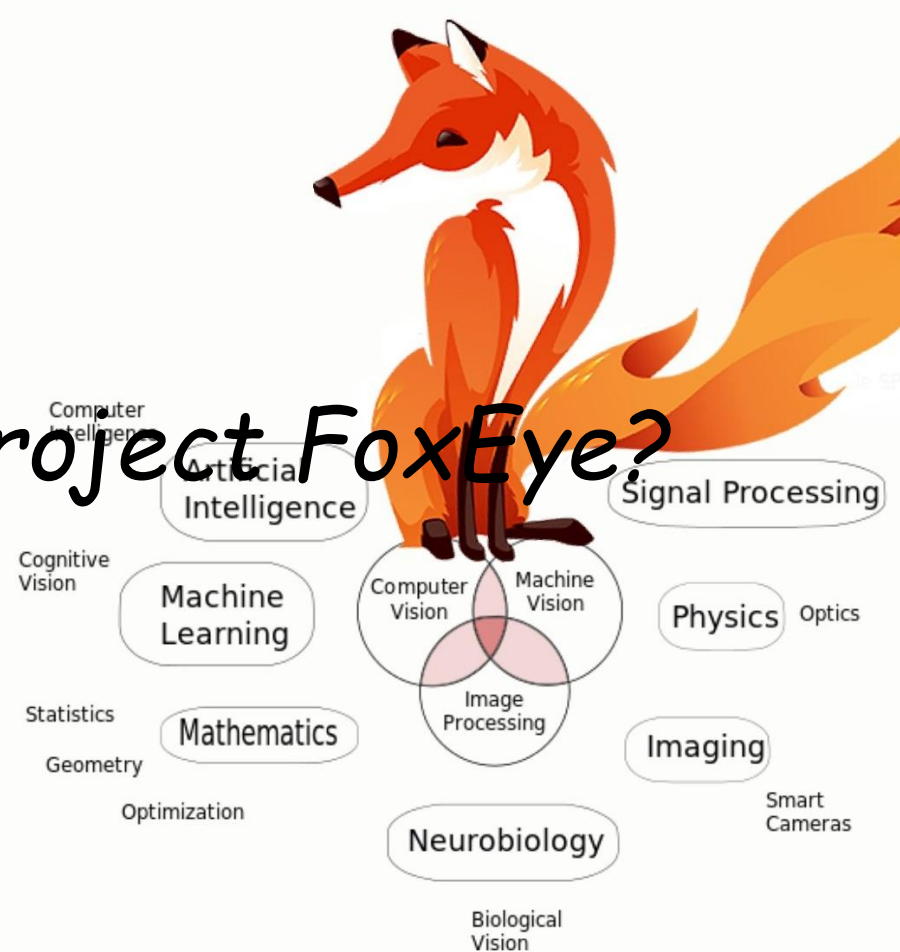 Computer
Intelligence
roject FoxEye?
Artificial
Intelligence
Signal Processing
Cognitive
Vision
Machine
Learning
Computer
Vision
Machine
Vision
Physics
Optics
Statistics
Mathematics
Image
Processing
Imaging
Geometry
Optimization
Smart
Cameras
Neurobiology
Biological
Vision